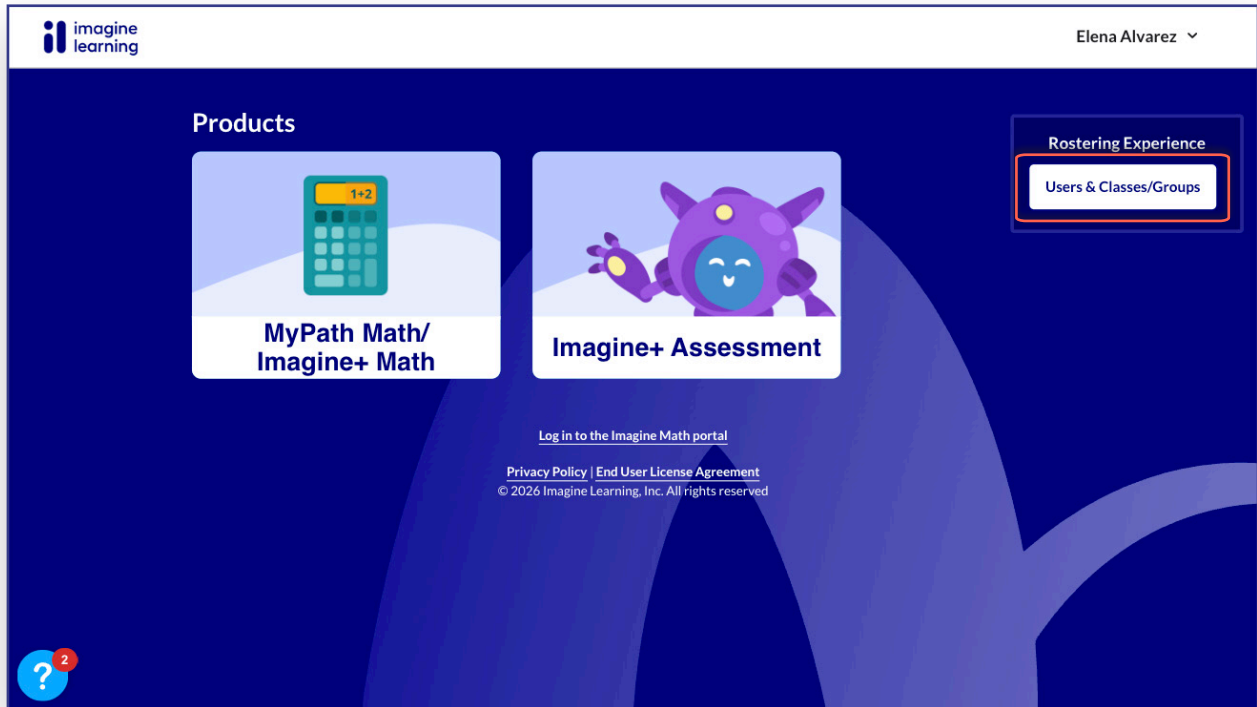 imagine
learning
Elena Alvarez
Products
Rostering Experience
Users & Classes/Groups
1+2
MyPath Math/
Imagine+ Math
Imagine+ Assessment
Log in to the Imagine Math portal
Privacy Policy | End User License Agreement
© 2026 Imagine Learning, Inc. All rights reserved
?
2